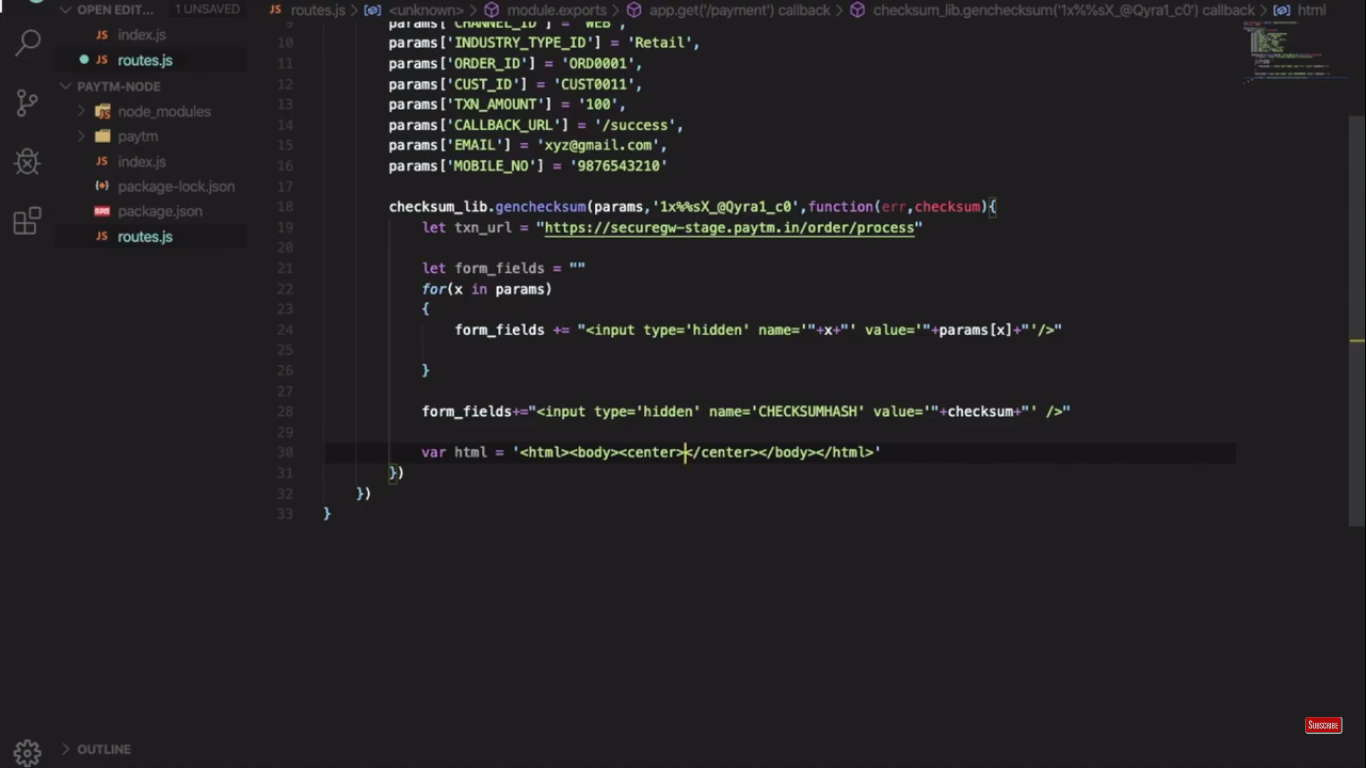 OPEN EDIT... 1 UNSAVED
JS index.js
JS routes.js
PAYTM-NODE
node_modules
paytm
JS index.js
package-lock.json
package.json
JS routes.js
OUTLINE
JS routes.js > <unknown> > module.exports > app.get('/payment') callback > checksum_lib.genchecksum('1x%%sX_@Qyra1_c0') callback > html
9 params['CHANNEL_ID'] = 'WEB',
10 params['INDUSTRY_TYPE_ID'] = 'Retail',
11 params['ORDER_ID'] = 'ORD0001',
12 params['CUST_ID'] = 'CUST0011',
13 params['TXN_AMOUNT'] = '100',
14 params['CALLBACK_URL'] = '/success',
15 params['EMAIL'] = 'xyz@gmail.com',
16 params['MOBILE_NO'] = '9876543210'
17
18 checksum_lib.genchecksum(params,'1x%%sX_@Qyra1_c0',function(err,checksum){
19 let txn_url = "https://securegw-stage.paytm.in/order/process"
20
21 let form_fields = ""
22 for(x in params)
23 {
24 form_fields += "<input type='hidden' name='"+x+"' value='"+params[x]+"'/>"
25
26 }
27
28 form_fields+="<input type='hidden' name='CHECKSUMHASH' value='"+checksum+"' />"
29
30 var html = '<html><body><center></center></body></html>'
31 })
32 })
33 }
SUBSCRIBE